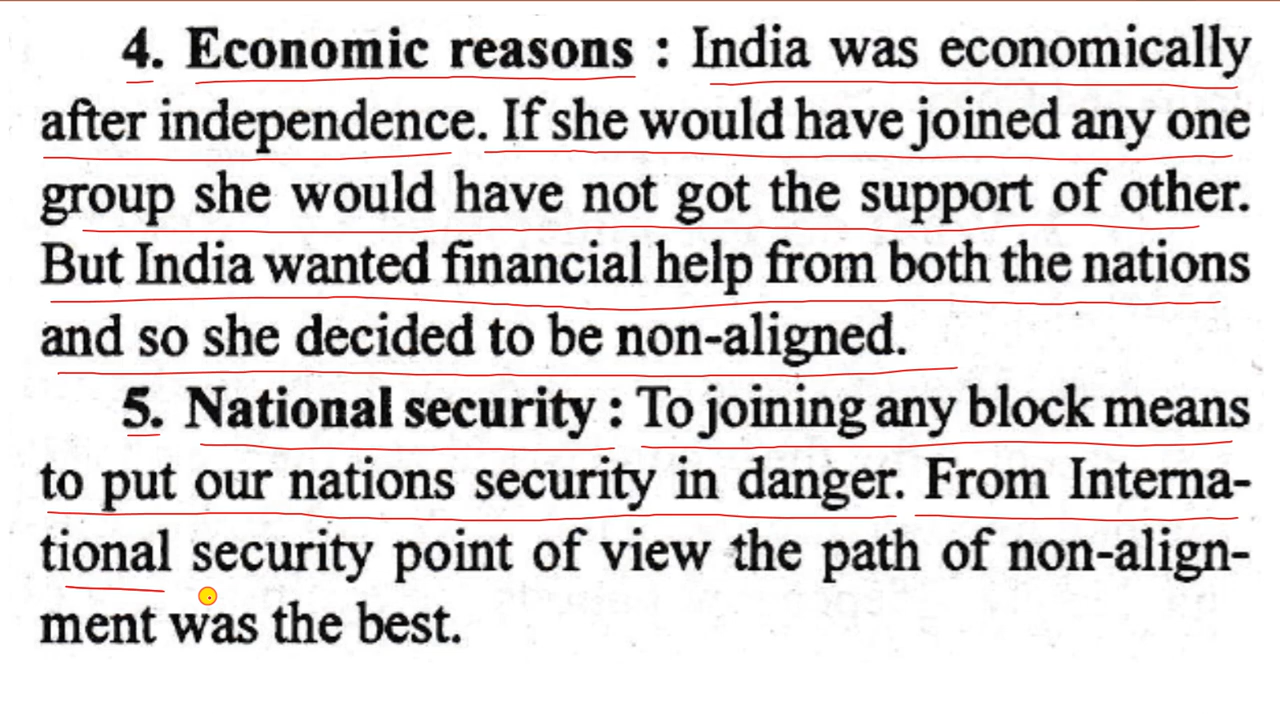 4. Economic reasons : India was economically
after independence. If she would have joined any one
group she would have not got the support of other.
But India wanted financial help from both the nations
and so she decided to be non-aligned.
5. National security : To joining any block means
to put our nations security in danger. From Interna-
tional security point of view the path of non-align-
ment was the best.